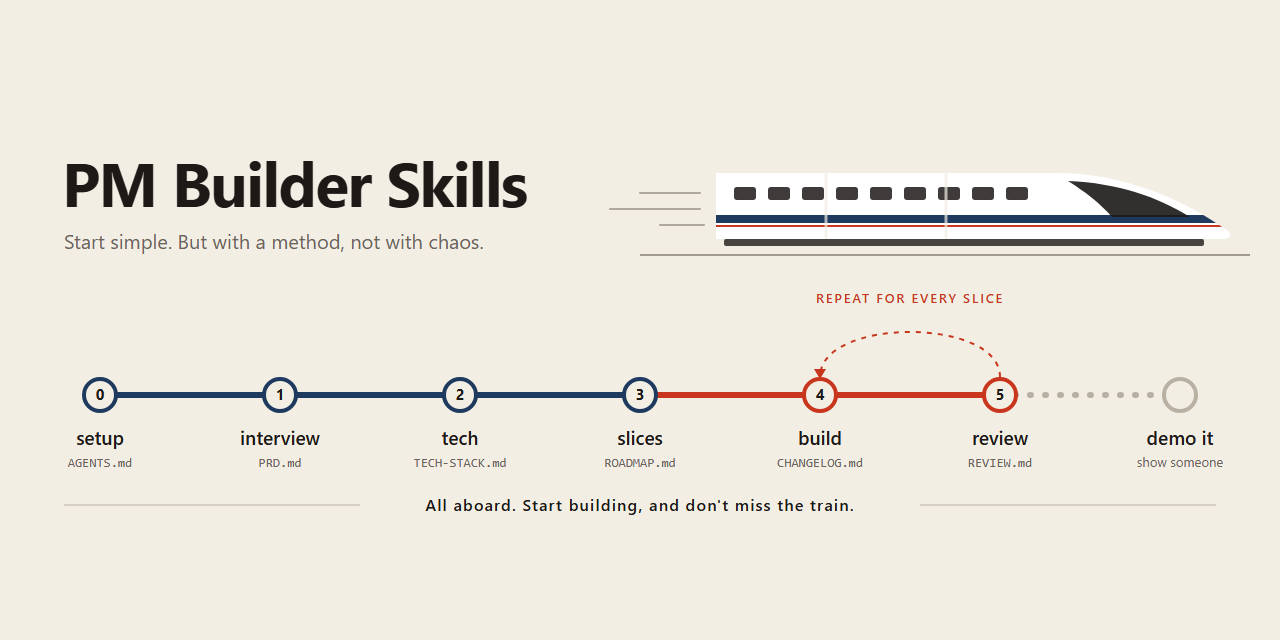 PM Builder Skills
Start simple. But with a method, not with chaos.
REPEAT FOR EVERY SLICE
0 1 2 3 4 5
setup interview tech slices build review demo it
AGENTS.md PRD.md TECH-STACK.md ROADMAP.md CHANGELOG.md REVIEW.md show someone
All aboard. Start building, and don't miss the train.